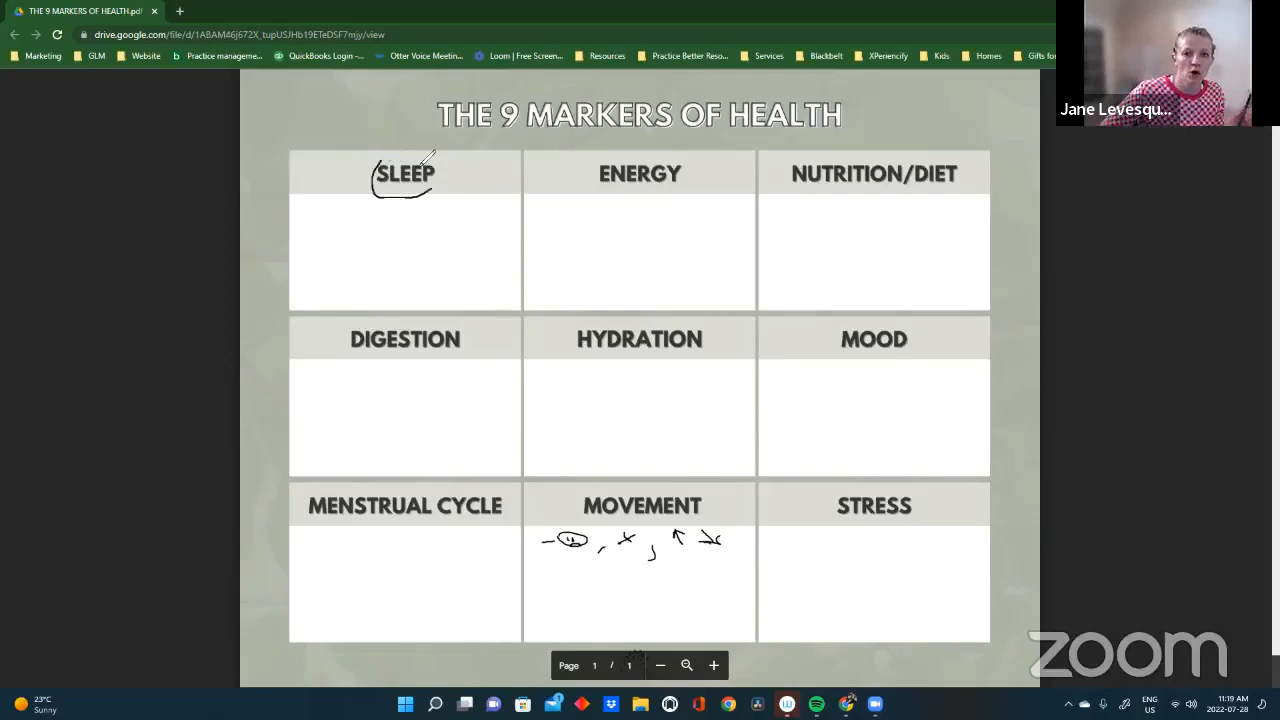 THE 9 MARKERS OF HEALTH.pdf
drive.google.com/file/d/1ABAM46j672X_tupUSJHb19ETeDSF7mjy/view
Marketing GLM Website Practice manageme... QuickBooks Login -... Otter Voice Meetin... Loom | Free Screen... Resources Practice Better Reso... Services Blackbelt XPeriencify Kids Homes Gifts fo
Jane Levesqu...
THE 9 MARKERS OF HEALTH
SLEEP ENERGY NUTRITION/DIET
DIGESTION HYDRATION MOOD
MENSTRUAL CYCLE MOVEMENT STRESS
Page 1 / 1
zoom
23°C ENG 11:19 AM
Sunny US 2022-07-28